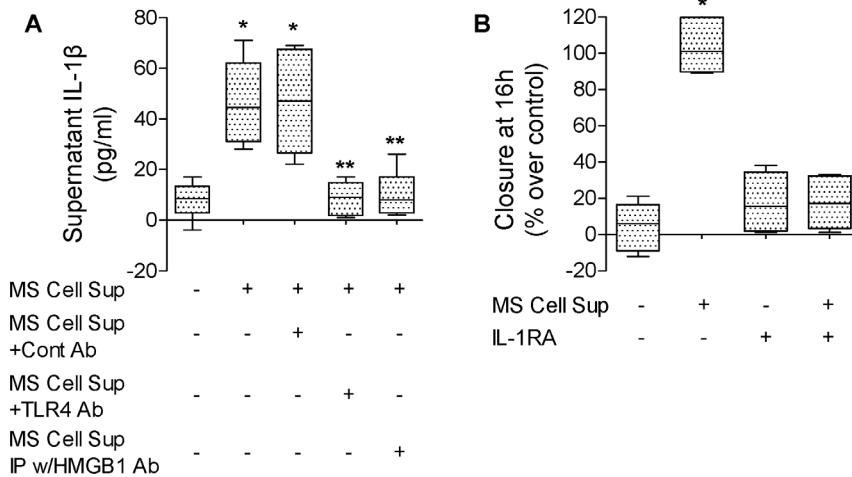 A
Supernatant IL-1β
(pg/ml)
80
60
40
20
0
-20
*
*
**
**
MS Cell Sup - + + + +
MS Cell Sup
+Cont Ab - - + - -
MS Cell Sup
+TLR4 Ab - - - + -
MS Cell Sup
IP w/HMGB1 Ab - - - - +
B
Closure at 16h
(% over control)
120
100
80
60
40
20
0
-20
*
MS Cell Sup - + - +
IL-1RA - - + +